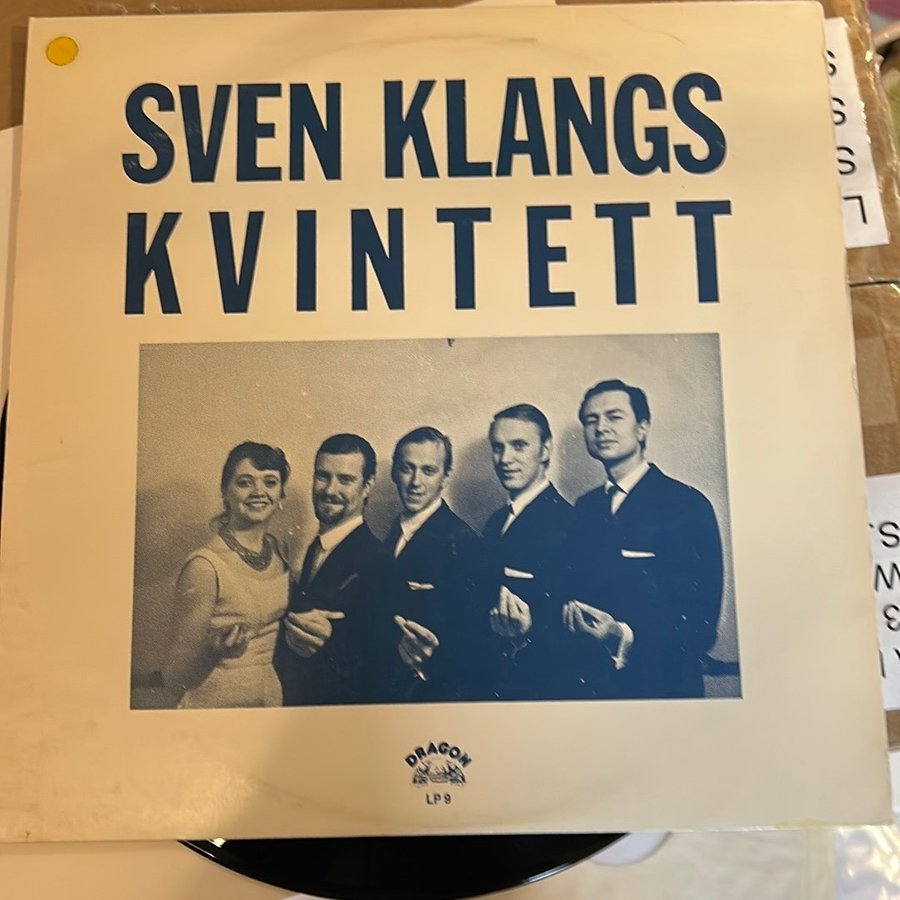 SVEN KLANGS
KVINTETT
DRAGON
LP 9